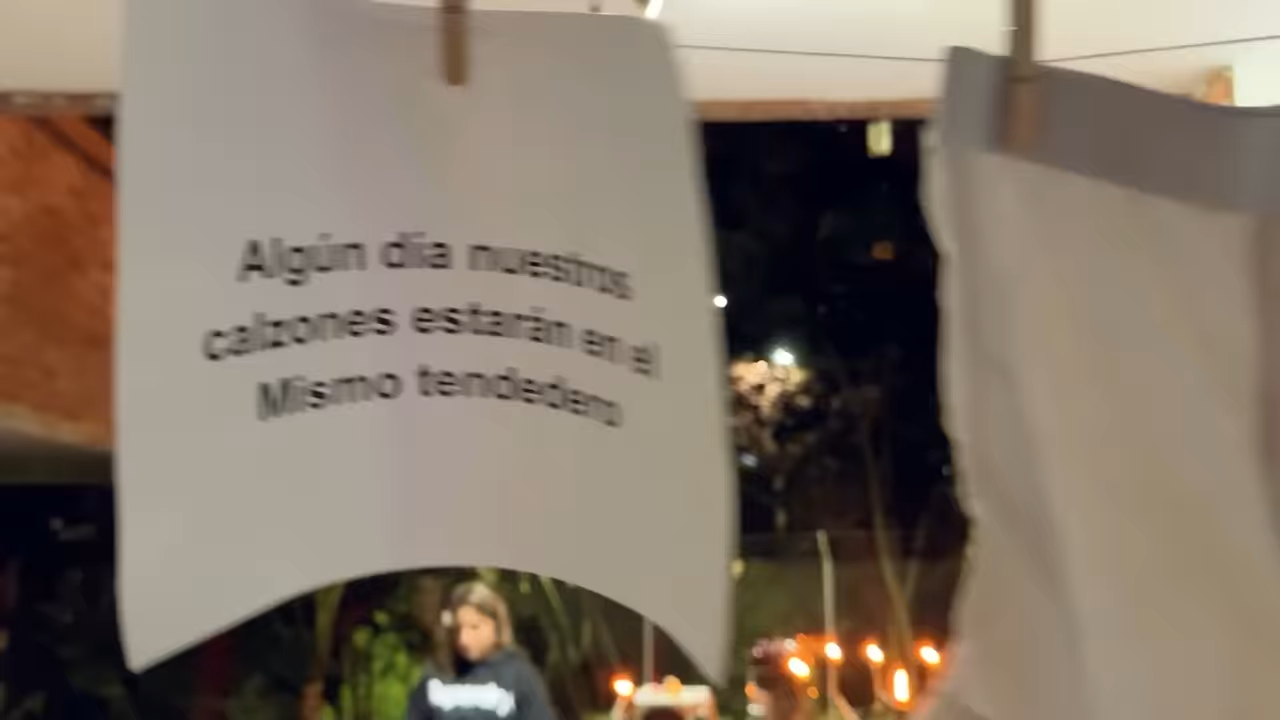 Algún día nuestros
calzones estarán en el
Mismo tendedero